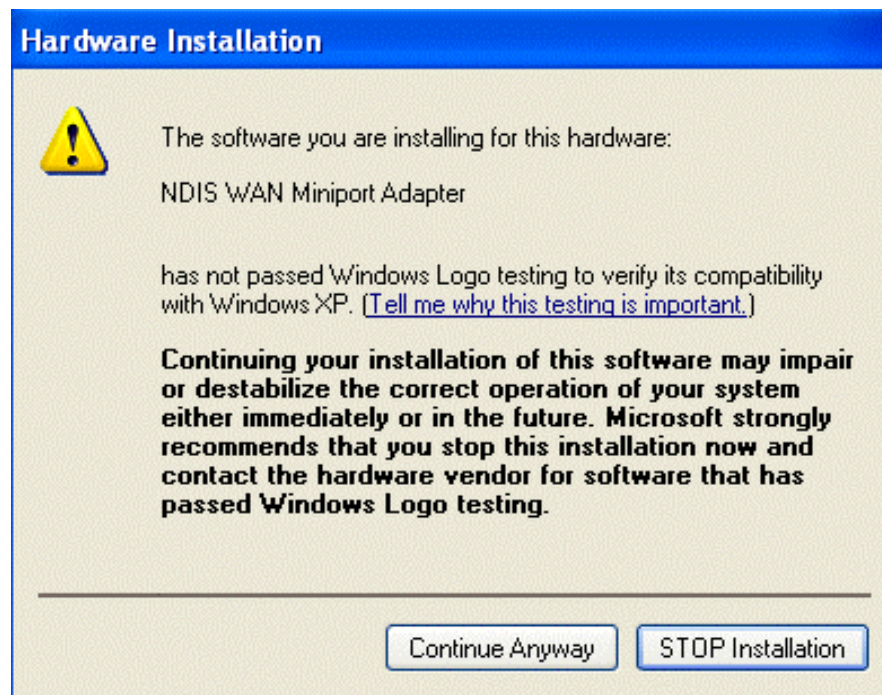 Hardware Installation
The software you are installing for this hardware:
NDIS WAN Miniport Adapter
has not passed Windows Logo testing to verify its compatibility
with Windows XP. (Tell me why this testing is important.)
Continuing your installation of this software may impair
or destabilize the correct operation of your system
either immediately or in the future. Microsoft strongly
recommends that you stop this installation now and
contact the hardware vendor for software that has
passed Windows Logo testing.
Continue Anyway STOP Installation